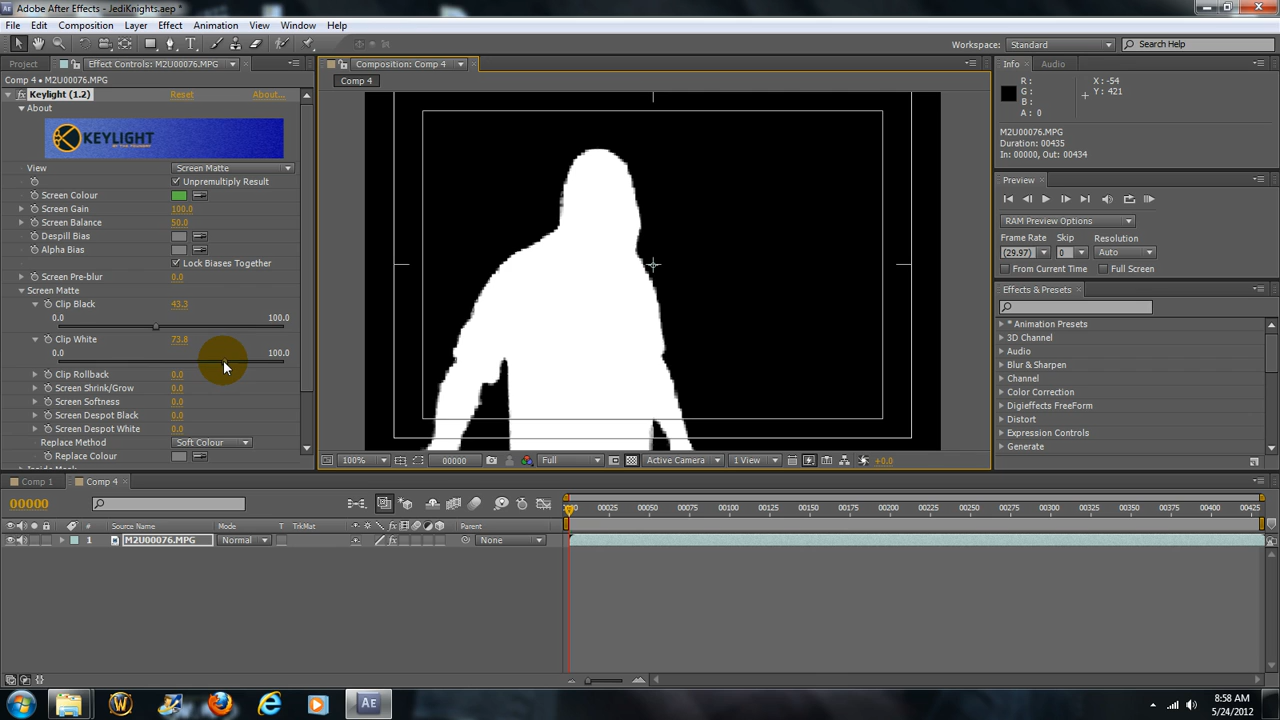 Adobe After Effects - JediKnights.aep *
File Edit Composition Layer Effect Animation View Window Help
Workspace: Standard Search Help
Project Effect Controls: M2U00076.MPG Composition: Comp 4 Info Audio
Comp 4 • M2U00076.MPG
Comp 4
Keylight (1.2) Reset About...
R: X: -54
G: Y: 421
B:
A: 0
About
KEYLIGHT
M2U00076.MPG
Duration: 00435
In: 00000, Out: 00434
View Screen Matte
Unpremultiply Result
Screen Colour
Screen Gain 100.0
Screen Balance 50.0
Despill Bias
Alpha Bias
Lock Biases Together
Screen Pre-blur 0.0
Screen Matte
Clip Black 43.3
0.0 100.0
Clip White 73.8
0.0 100.0
Clip Rollback 0.0
Screen Shrink/Grow 0.0
Screen Softness 0.0
Screen Despot Black 0.0
Screen Despot White 0.0
Replace Method Soft Colour
Replace Colour
Preview
RAM Preview Options
Frame Rate Skip Resolution
(29.97) 0 Auto
From Current Time Full Screen
Effects & Presets
* Animation Presets
3D Channel
Audio
Blur & Sharpen
Channel
Color Correction
Digieffects FreeForm
Distort
Expression Controls
Generate
100% 00000 Full Active Camera 1 View +0.0
Comp 1 Comp 4
00000
00025 00050 00075 00100 00125 00150 00175 00200 00225 00250 00275 00300 00325 00350 00375 00400 00425
# Source Name Mode T TrkMat Parent
1 M2U00076.MPG Normal None
W Ae
8:58 AM
5/24/2012